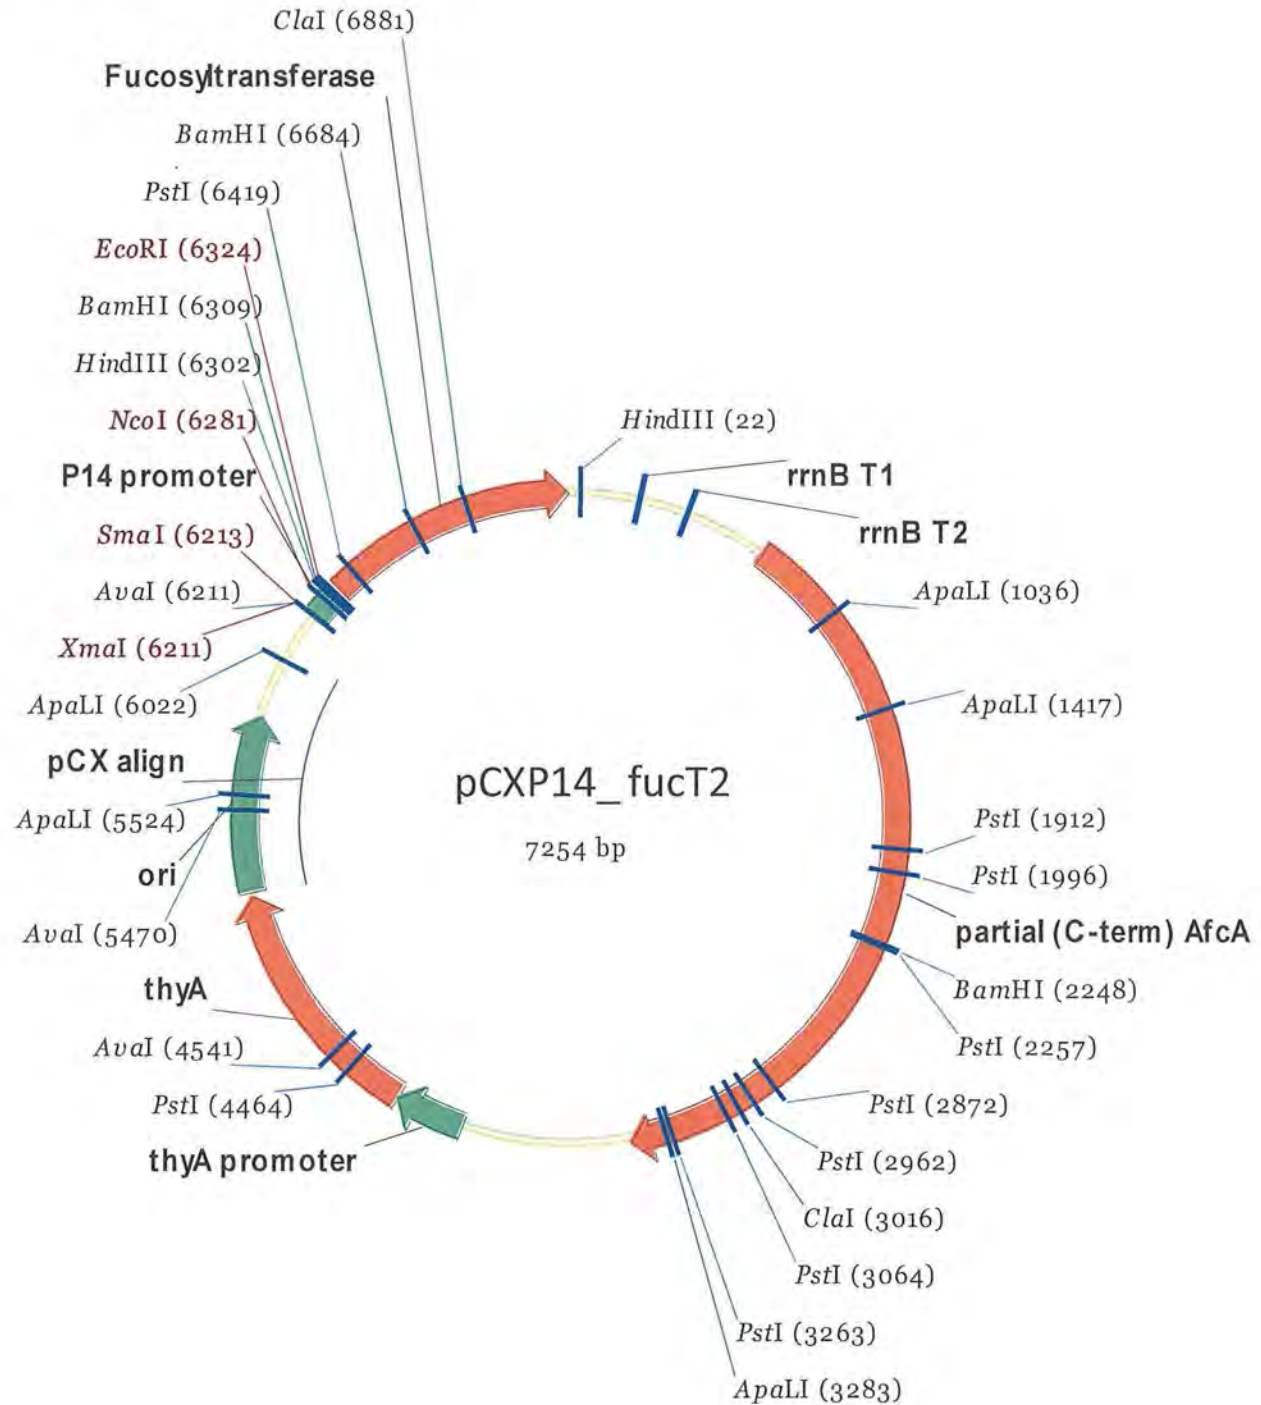 ClaI (6881)
Fucosyltransferase
BamHI (6684)
PstI (6419)
EcoRI (6324)
BamHI (6309)
HindIII (6302)
NcoI (6281)
P14 promoter
SmaI (6213)
AvaI (6211)
XmaI (6211)
ApaLI (6022)
pCX align
ApaLI (5524)
ori
AvaI (5470)
thyA
AvaI (4541)
PstI (4464)
thyA promoter
HindIII (22)
rrnB T1
rrnB T2
ApaLI (1036)
ApaLI (1417)
PstI (1912)
PstI (1996)
partial (C-term) AfcA
BamHI (2248)
PstI (2257)
PstI (2872)
PstI (2962)
ClaI (3016)
PstI (3064)
PstI (3263)
ApaLI (3283)
pCXP14_fucT2
7254 bp